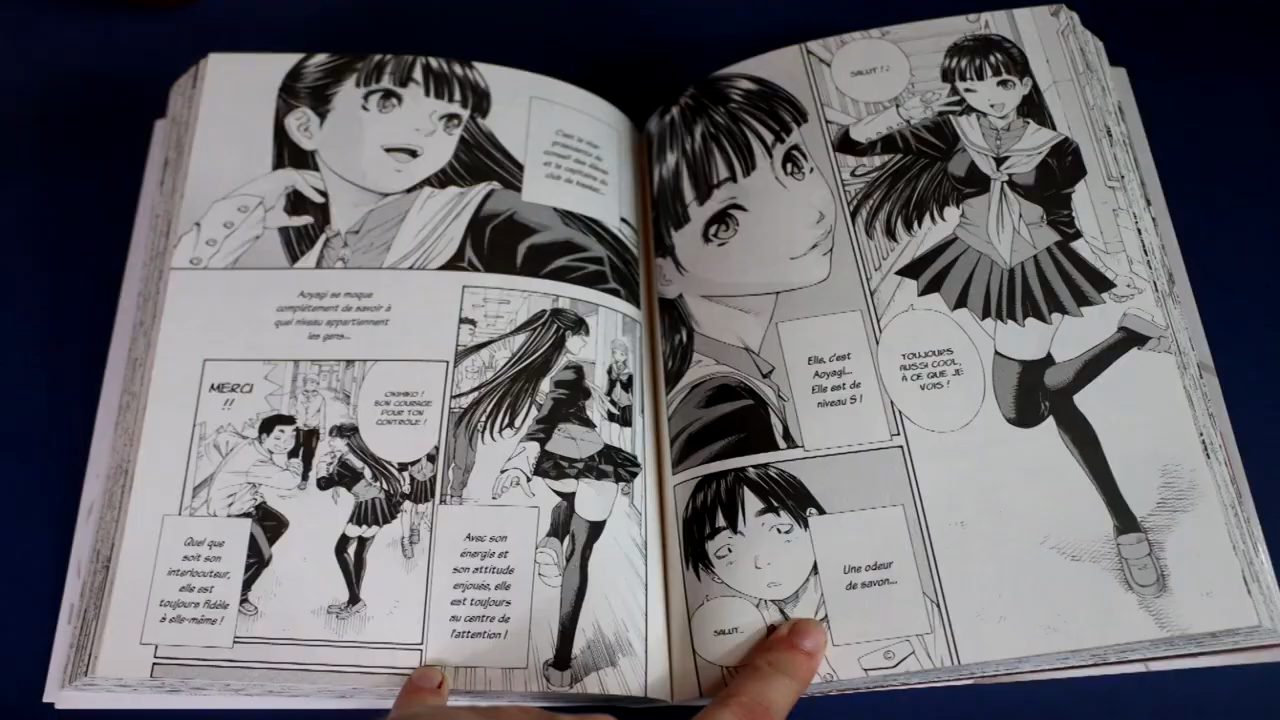 SALUT !♪
TOUJOURS
AUSSI COOL,
À CE QUE JE
VOIS !
Elle, c'est
Aoyagi...
Elle est de
niveau S !
Une odeur
de savon...
SALUT...
C'est la
présidente du
conseil des élèves
et la capitaine du
club de
Aoyagi se moque
complètement de savoir à
quel niveau appartiennent
les gens...
Avec son
énergie et
son attitude
enjouée, elle
est toujours
au centre de
l'attention !
BON COURAGE
POUR TON
CONTRÔLE !
MERCI
!!
Quel que
soit son
interlocuteur,
elle est
toujours fidèle
à elle-même !